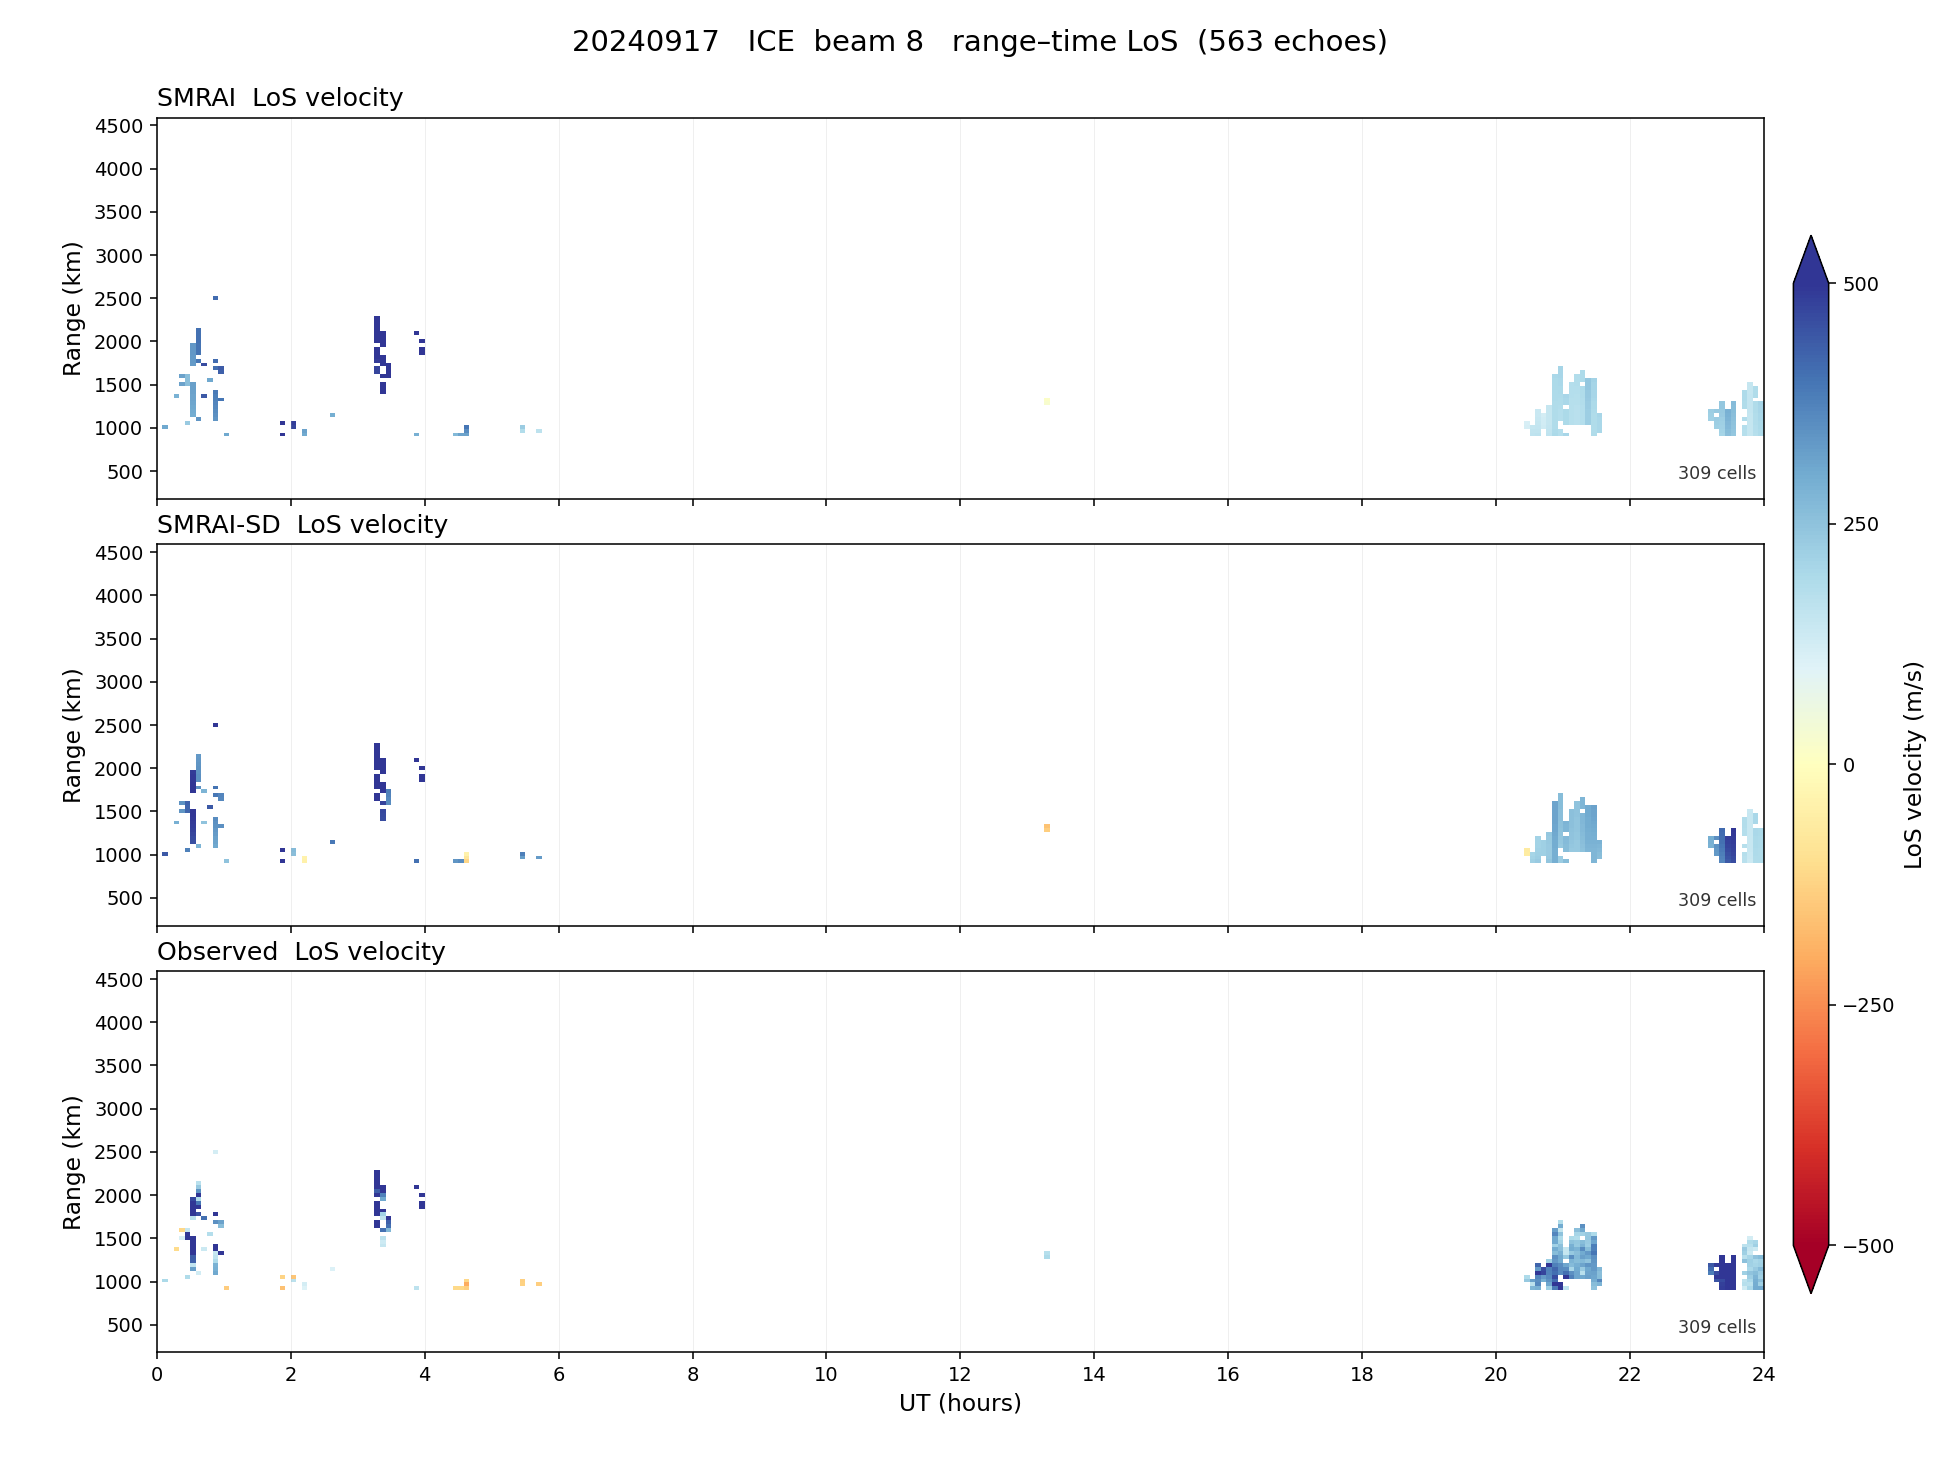 20240917   ICE  beam 8   range–time LoS  (563 echoes)
SMRAI  LoS velocity
4500
4000
3500
3000
2500
2000
1500
1000
500
Range (km)
309 cells
SMRAI-SD  LoS velocity
4500
4000
3500
3000
2500
2000
1500
1000
500
Range (km)
309 cells
Observed  LoS velocity
4500
4000
3500
3000
2500
2000
1500
1000
500
Range (km)
309 cells
0 2 4 6 8 10 12 14 16 18 20 22 24
UT (hours)
500
250
0
−250
−500
LoS velocity (m/s)